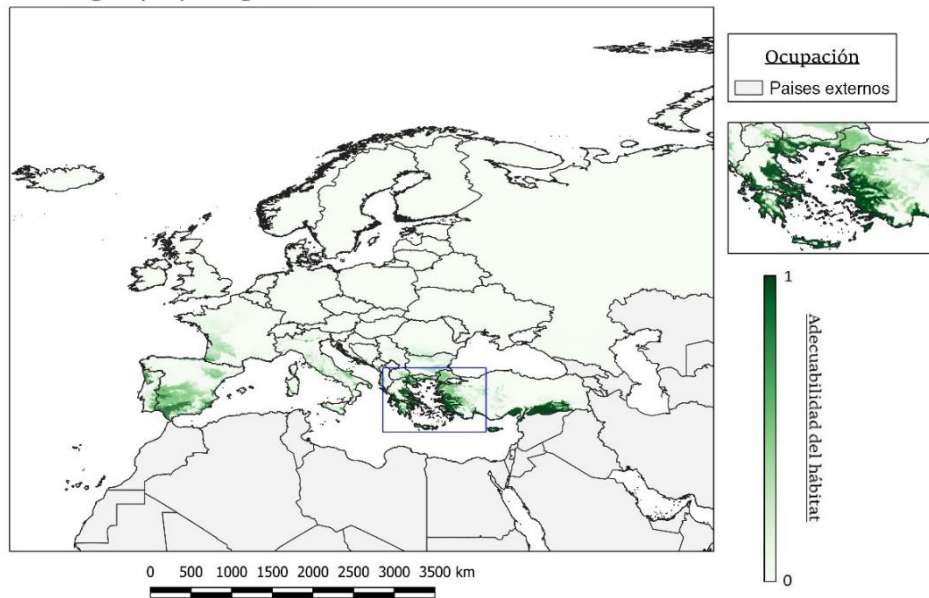 Ocupación
Paises externos
1
Adecuabilidad del hábitat
0
0 500 1000 1500 2000 2500 3000 3500 km